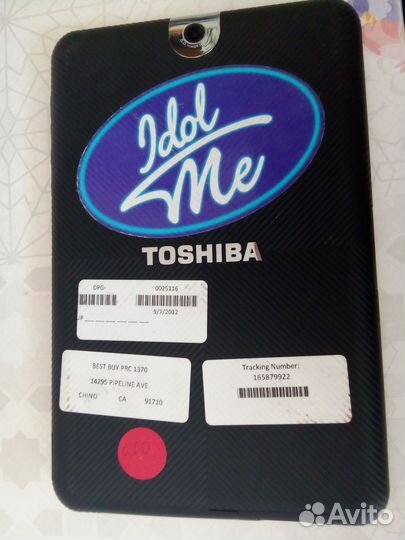 Idol
Me
TOSHIBA
DPG- 0025116
9/7/2012
BEST BUY PRC 1370
14295 PIPELINE AVE
CHINO CA 91710
Tracking Number:
165879922
Avito